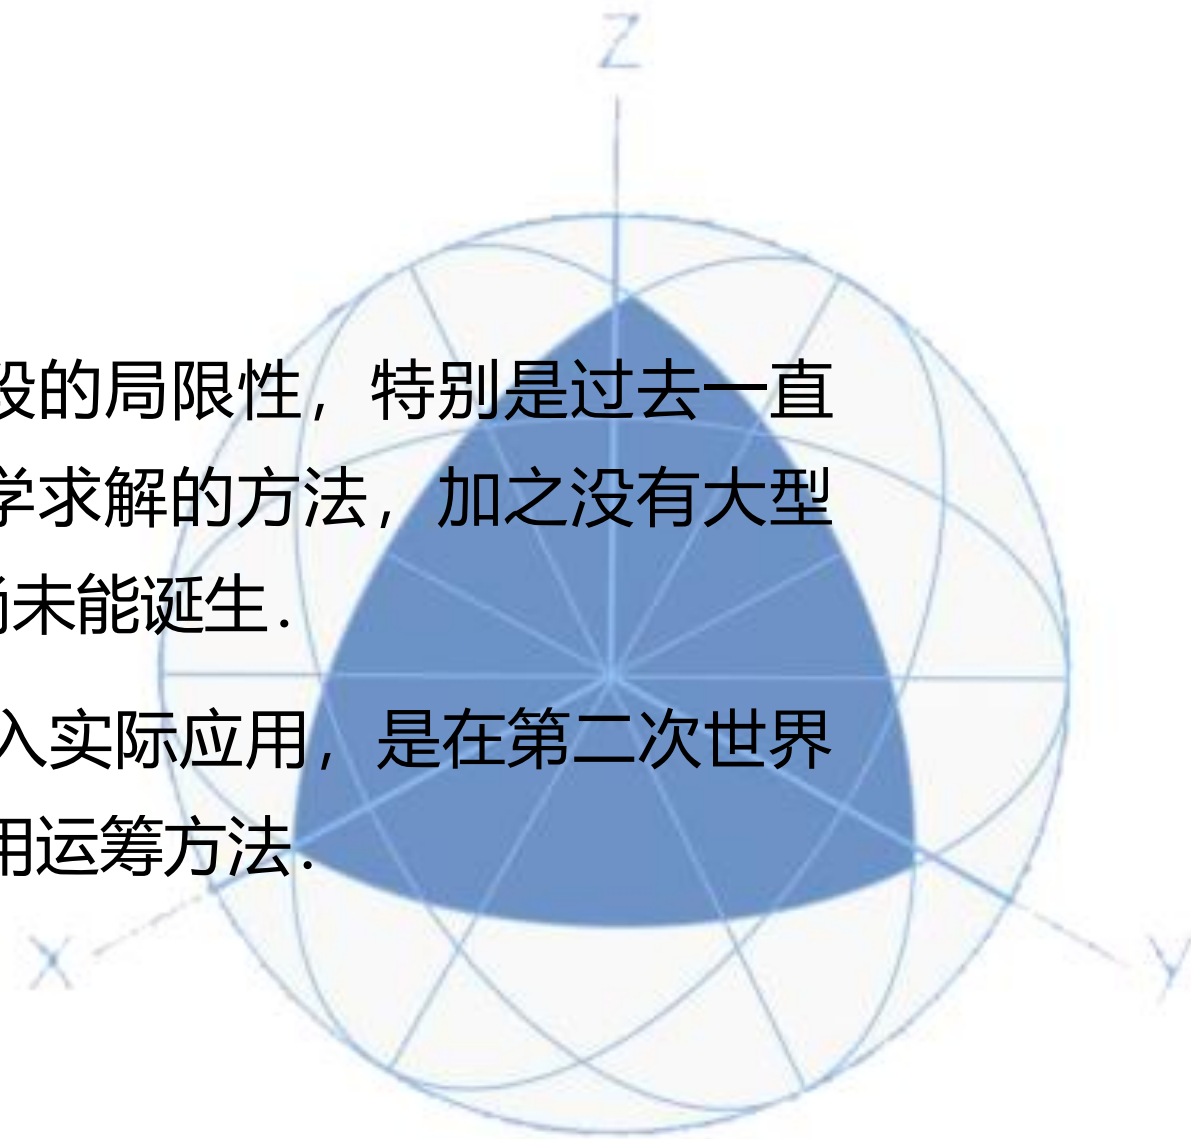 Z
段的局限性，特别是过去一直
学求解的方法，加之没有大型
尚未能诞生.
入实际应用，是在第二次世界
用运筹方法.
X
y